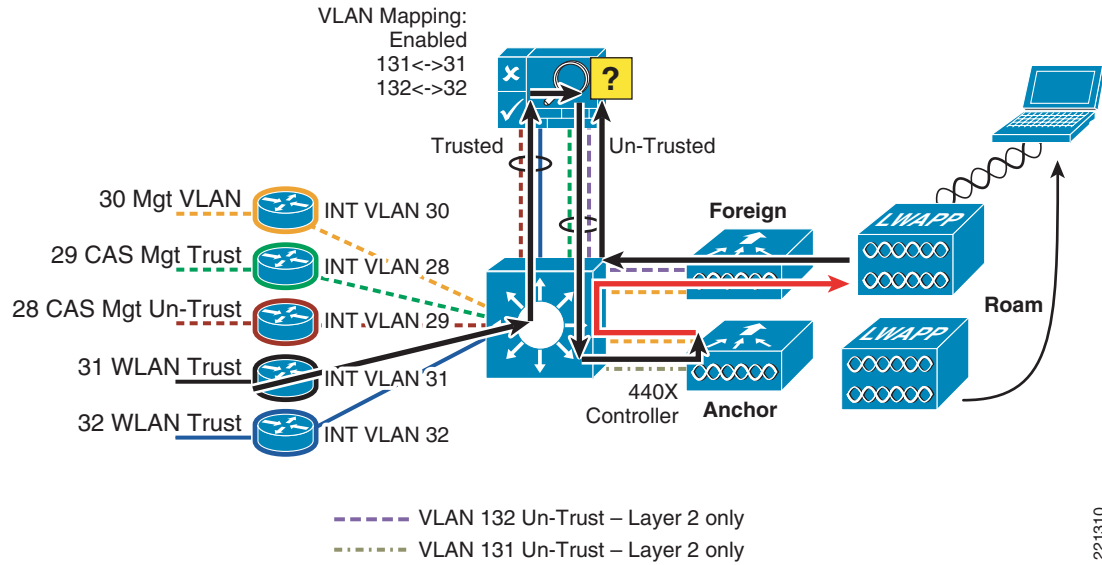 VLAN Mapping:
Enabled
131<->31
132<->32
?
Trusted
Un-Trusted
30 Mgt VLAN
INT VLAN 30
29 CAS Mgt Trust
INT VLAN 28
28 CAS Mgt Un-Trust
INT VLAN 29
31 WLAN Trust
INT VLAN 31
32 WLAN Trust
INT VLAN 32
Foreign
LWAPP
Roam
LWAPP
440X
Controller
Anchor
VLAN 132 Un-Trust – Layer 2 only
VLAN 131 Un-Trust – Layer 2 only
221310